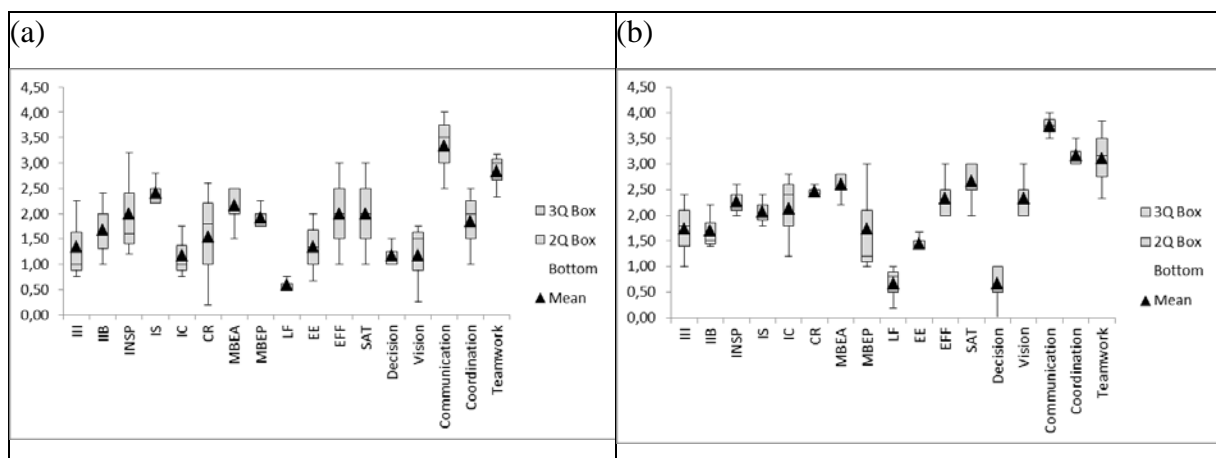 (a)
4,50
4,00
3,50
3,00
2,50
2,00
1,50
1,00
0,50
0,00
III
IIB
INSP
IS
IC
CR
MBEA
MBEP
LF
EE
EFF
SAT
Decision
Vision
Communication
Coordination
Teamwork
3Q Box
2Q Box
Bottom
Mean
(b)
4,50
4,00
3,50
3,00
2,50
2,00
1,50
1,00
0,50
0,00
III
IIB
INSP
IS
IC
CR
MBEA
MBEP
LF
EE
EFF
SAT
Decision
Vision
Communication
Coordination
Teamwork
3Q Box
2Q Box
Bottom
Mean